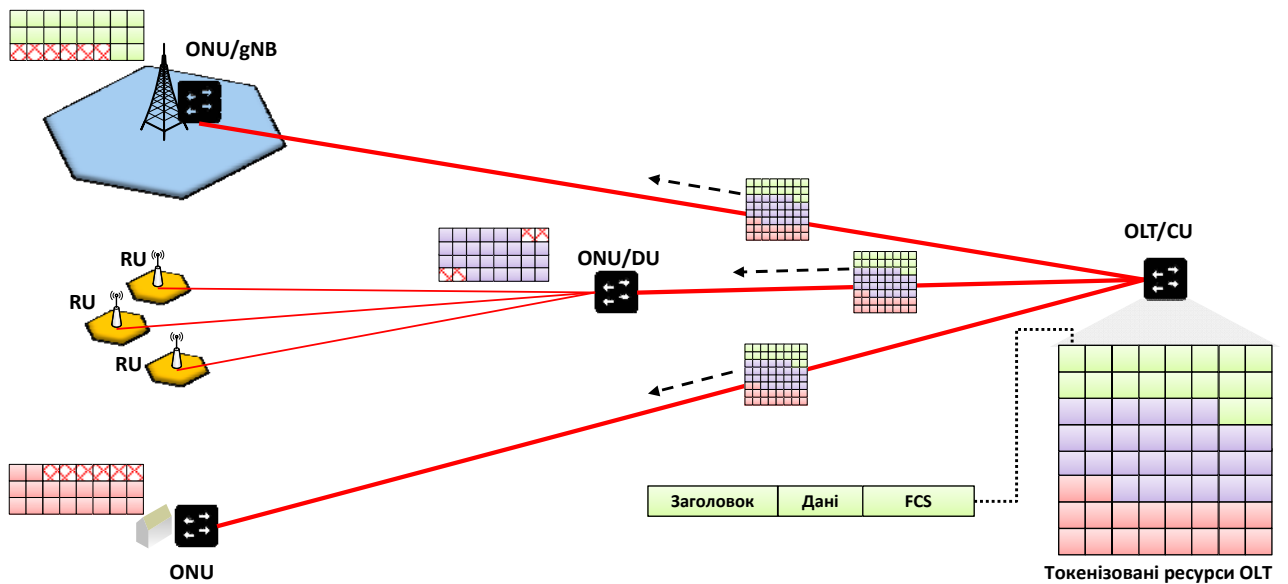 ONU/gNB
OLT/CU
ONU/DU
RU
RU
RU
Заголовок Дані FCS
ONU
Токенізовані ресурси OLT